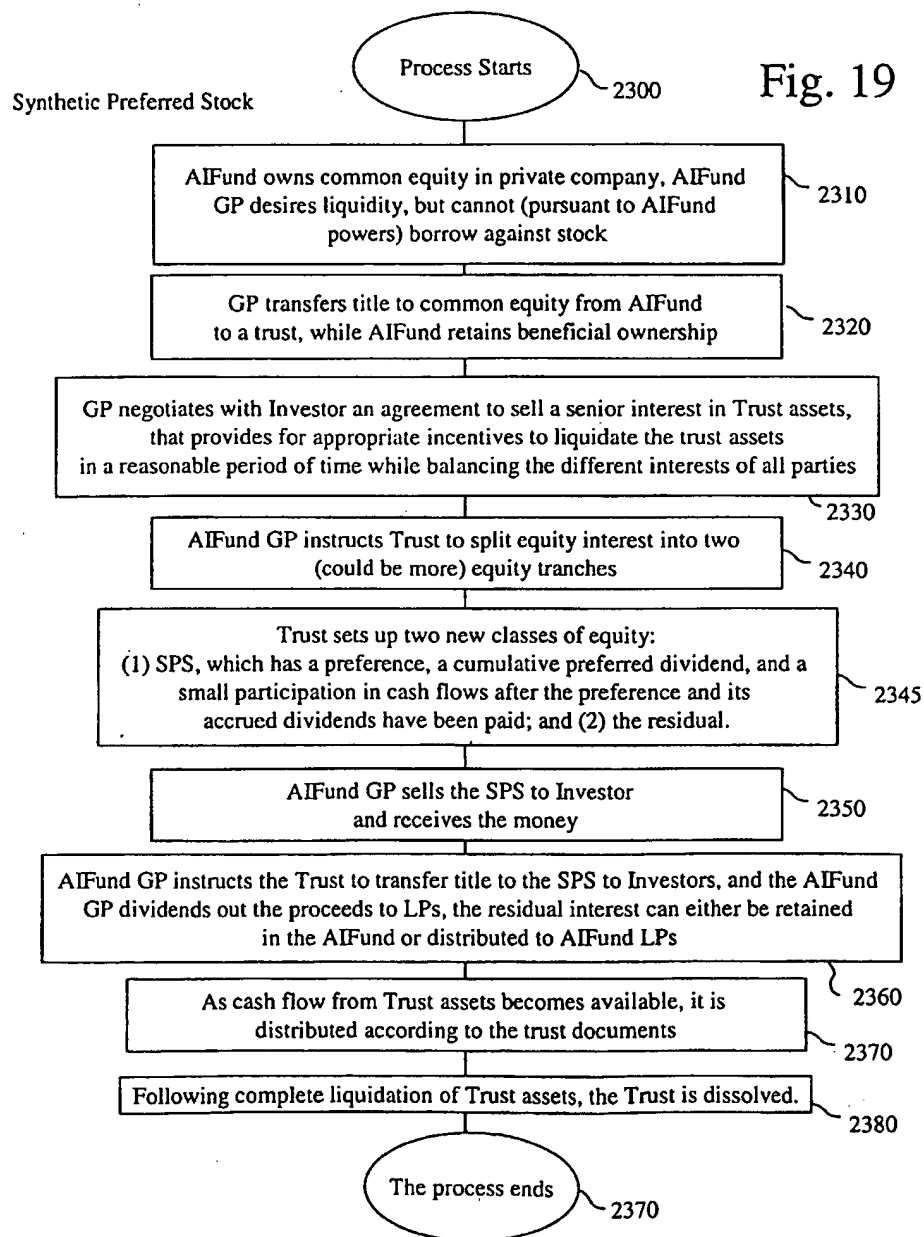 Process Starts
2300
Fig. 19
Synthetic Preferred Stock
AIFund owns common equity in private company, AIFund
GP desires liquidity, but cannot (pursuant to AIFund
powers) borrow against stock
2310
GP transfers title to common equity from AIFund
to a trust, while AIFund retains beneficial ownership
2320
GP negotiates with Investor an agreement to sell a senior interest in Trust assets,
that provides for appropriate incentives to liquidate the trust assets
in a reasonable period of time while balancing the different interests of all parties
2330
AIFund GP instructs Trust to split equity interest into two
(could be more) equity tranches
2340
Trust sets up two new classes of equity:
(1) SPS, which has a preference, a cumulative preferred dividend, and a
small participation in cash flows after the preference and its
accrued dividends have been paid; and (2) the residual.
2345
AIFund GP sells the SPS to Investor
and receives the money
2350
AIFund GP instructs the Trust to transfer title to the SPS to Investors, and the AIFund
GP dividends out the proceeds to LPs, the residual interest can either be retained
in the AIFund or distributed to AIFund LPs
2360
As cash flow from Trust assets becomes available, it is
distributed according to the trust documents
2370
Following complete liquidation of Trust assets, the Trust is dissolved.
2380
The process ends
2370